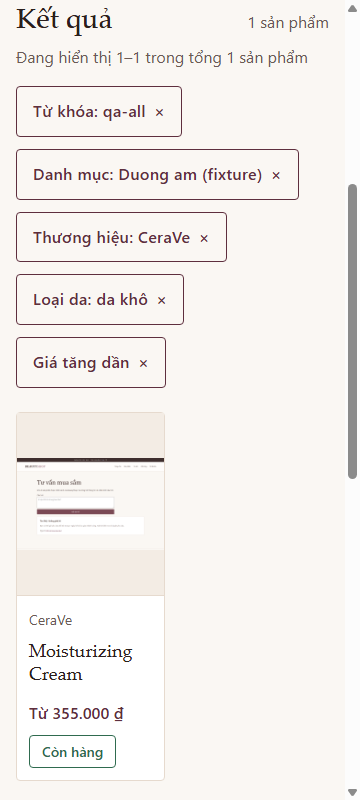 Kết quả
1 sản phẩm
Đang hiển thị 1–1 trong tổng 1 sản phẩm
Từ khóa: qa-all ×
Danh mục: Duong am (fixture) ×
Thương hiệu: CeraVe ×
Loại da: da khô ×
Giá tăng dần ×
Tư vấn mua sắm
CeraVe
Moisturizing
Cream
Từ 355.000 ₫
Còn hàng